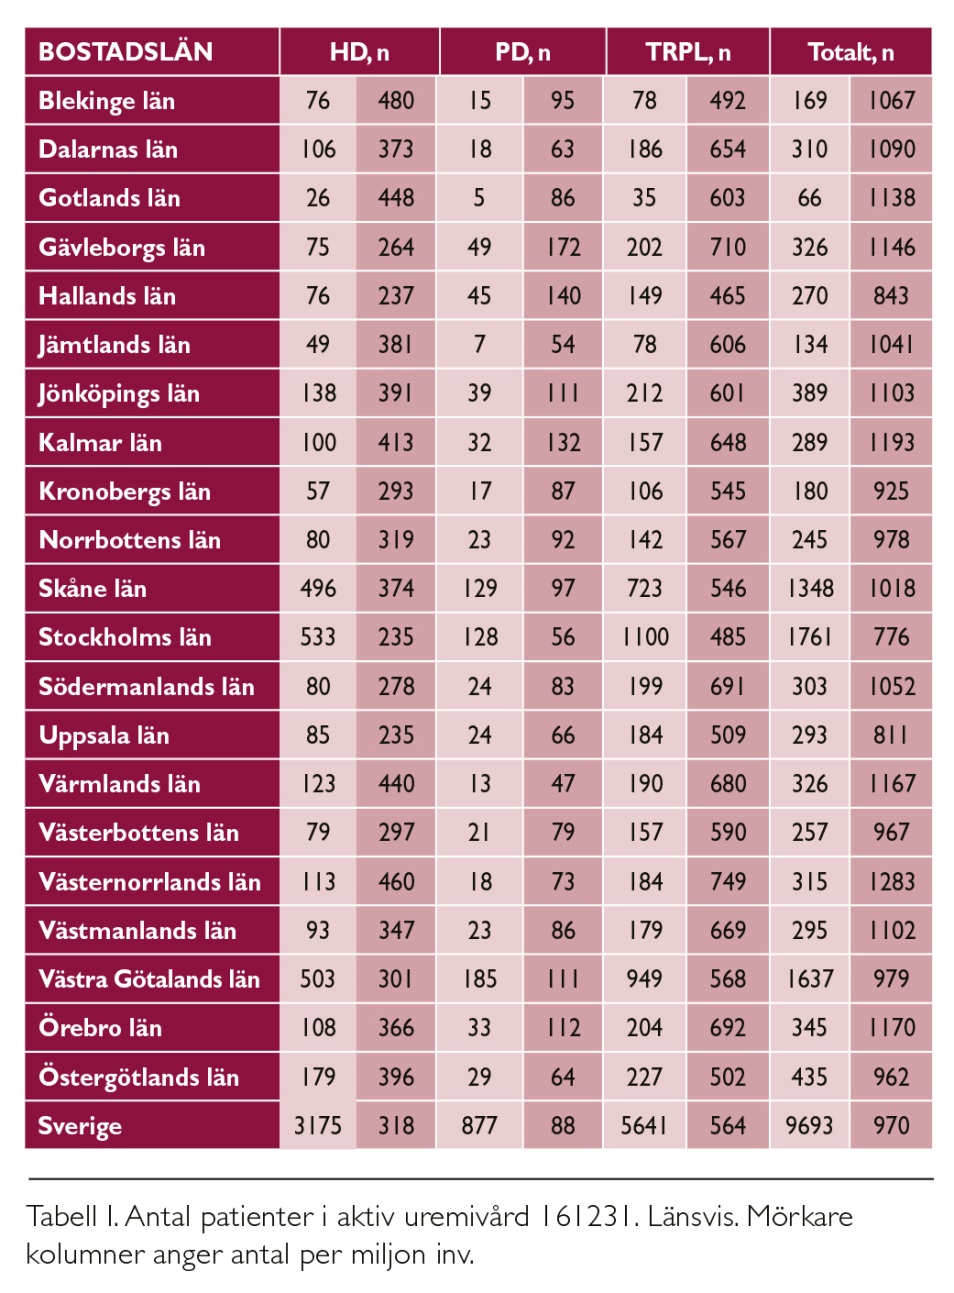 BOSTADSLÄN HD, n PD, n TRPL, n Totalt, n
Blekinge län 76 480 15 95 78 492 169 1067
Dalarnas län 106 373 18 63 186 654 310 1090
Gotlands län 26 448 5 86 35 603 66 1138
Gävleborgs län 75 264 49 172 202 710 326 1146
Hallands län 76 237 45 140 149 465 270 843
Jämtlands län 49 381 7 54 78 606 134 1041
Jönköpings län 138 391 39 111 212 601 389 1103
Kalmar län 100 413 32 132 157 648 289 1193
Kronobergs län 57 293 17 87 106 545 180 925
Norrbottens län 80 319 23 92 142 567 245 978
Skåne län 496 374 129 97 723 546 1348 1018
Stockholms län 533 235 128 56 1100 485 1761 776
Södermanlands län 80 278 24 83 199 691 303 1052
Uppsala län 85 235 24 66 184 509 293 811
Värmlands län 123 440 13 47 190 680 326 1167
Västerbottens län 79 297 21 79 157 590 257 967
Västernorrlands län 113 460 18 73 184 749 315 1283
Västmanlands län 93 347 23 86 179 669 295 1102
Västra Götalands län 503 301 185 111 949 568 1637 979
Örebro län 108 366 33 112 204 692 345 1170
Östergötlands län 179 396 29 64 227 502 435 962
Sverige 3175 318 877 88 5641 564 9693 970
Tabell I. Antal patienter i aktiv uremivård 161231. Länsvis. Mörkare
kolumner anger antal per miljon inv.